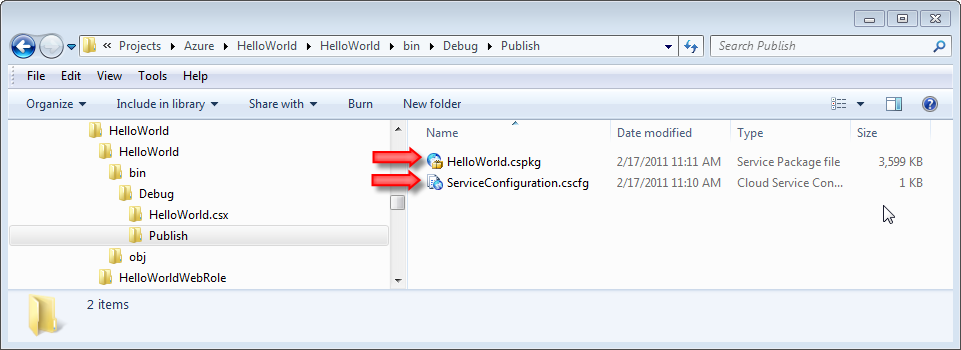 « Projects ▸ Azure ▸ HelloWorld ▸ HelloWorld ▸ bin ▸ Debug ▸ Publish
Search Publish
File Edit View Tools Help
Organize Include in library Share with Burn New folder
HelloWorld
HelloWorld
bin
Debug
HelloWorld.csx
Publish
obj
HelloWorldWebRole
Name Date modified Type Size
HelloWorld.cspkg 2/17/2011 11:11 AM Service Package file 3,599 KB
ServiceConfiguration.cscfg 2/17/2011 11:10 AM Cloud Service Con... 1 KB
2 items